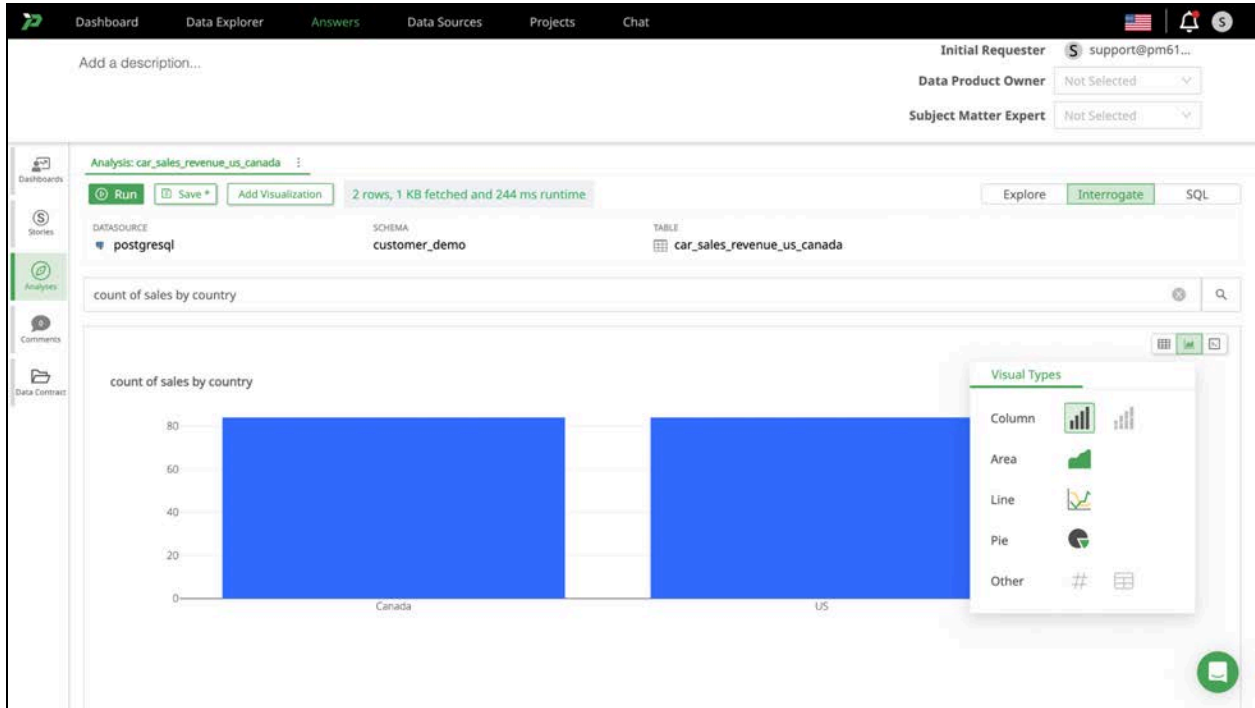 Dashboard Data Explorer Answers Data Sources Projects Chat S
Add a description...
Initial Requester S support@pm61...
Data Product Owner Not Selected
Subject Matter Expert Not Selected
Dashboards
Stories
Analyses
0
Comments
Data Contract
Analysis: car_sales_revenue_us_canada
Run Save * Add Visualization 2 rows, 1 KB fetched and 244 ms runtime Explore Interrogate SQL
DATASOURCE SCHEMA TABLE
postgresql customer_demo car_sales_revenue_us_canada
count of sales by country
count of sales by country
80
60
40
20
0
Canada US
Visual Types
Column
Area
Line
Pie
Other #